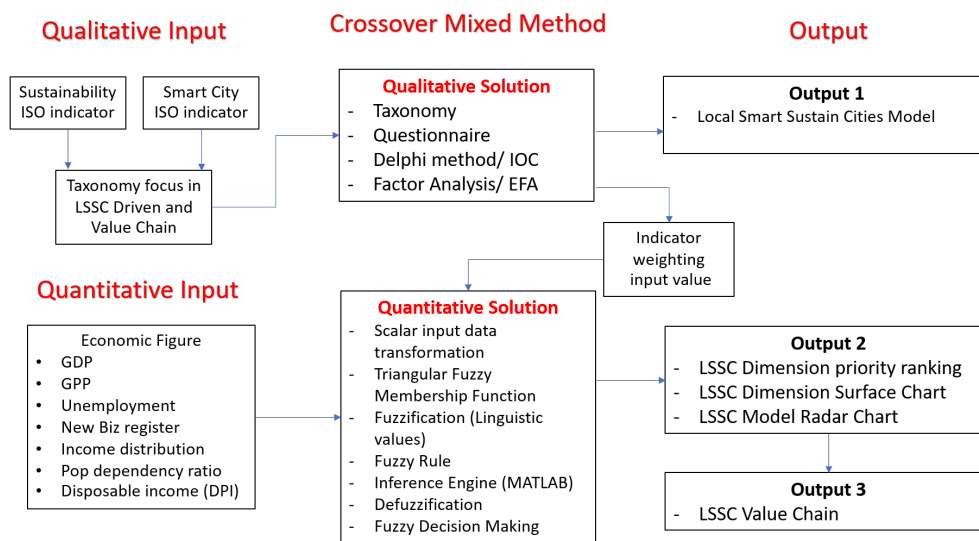 Qualitative Input
Crossover Mixed Method
Output
Sustainability
ISO indicator
Smart City
ISO indicator
Taxonomy focus in
LSSC Driven and
Value Chain
Qualitative Solution
- Taxonomy
- Questionnaire
- Delphi method/ IOC
- Factor Analysis/ EFA
Output 1
- Local Smart Sustain Cities Model
Indicator
weighting
input value
Quantitative Input
Economic Figure
• GDP
• GPP
• Unemployment
• New Biz register
• Income distribution
• Pop dependency ratio
• Disposable income (DPI)
Quantitative Solution
- Scalar input data
transformation
- Triangular Fuzzy
Membership Function
- Fuzzification (Linguistic
values)
- Fuzzy Rule
- Inference Engine (MATLAB)
- Defuzzification
- Fuzzy Decision Making
Output 2
- LSSC Dimension priority ranking
- LSSC Dimension Surface Chart
- LSSC Model Radar Chart
Output 3
- LSSC Value Chain